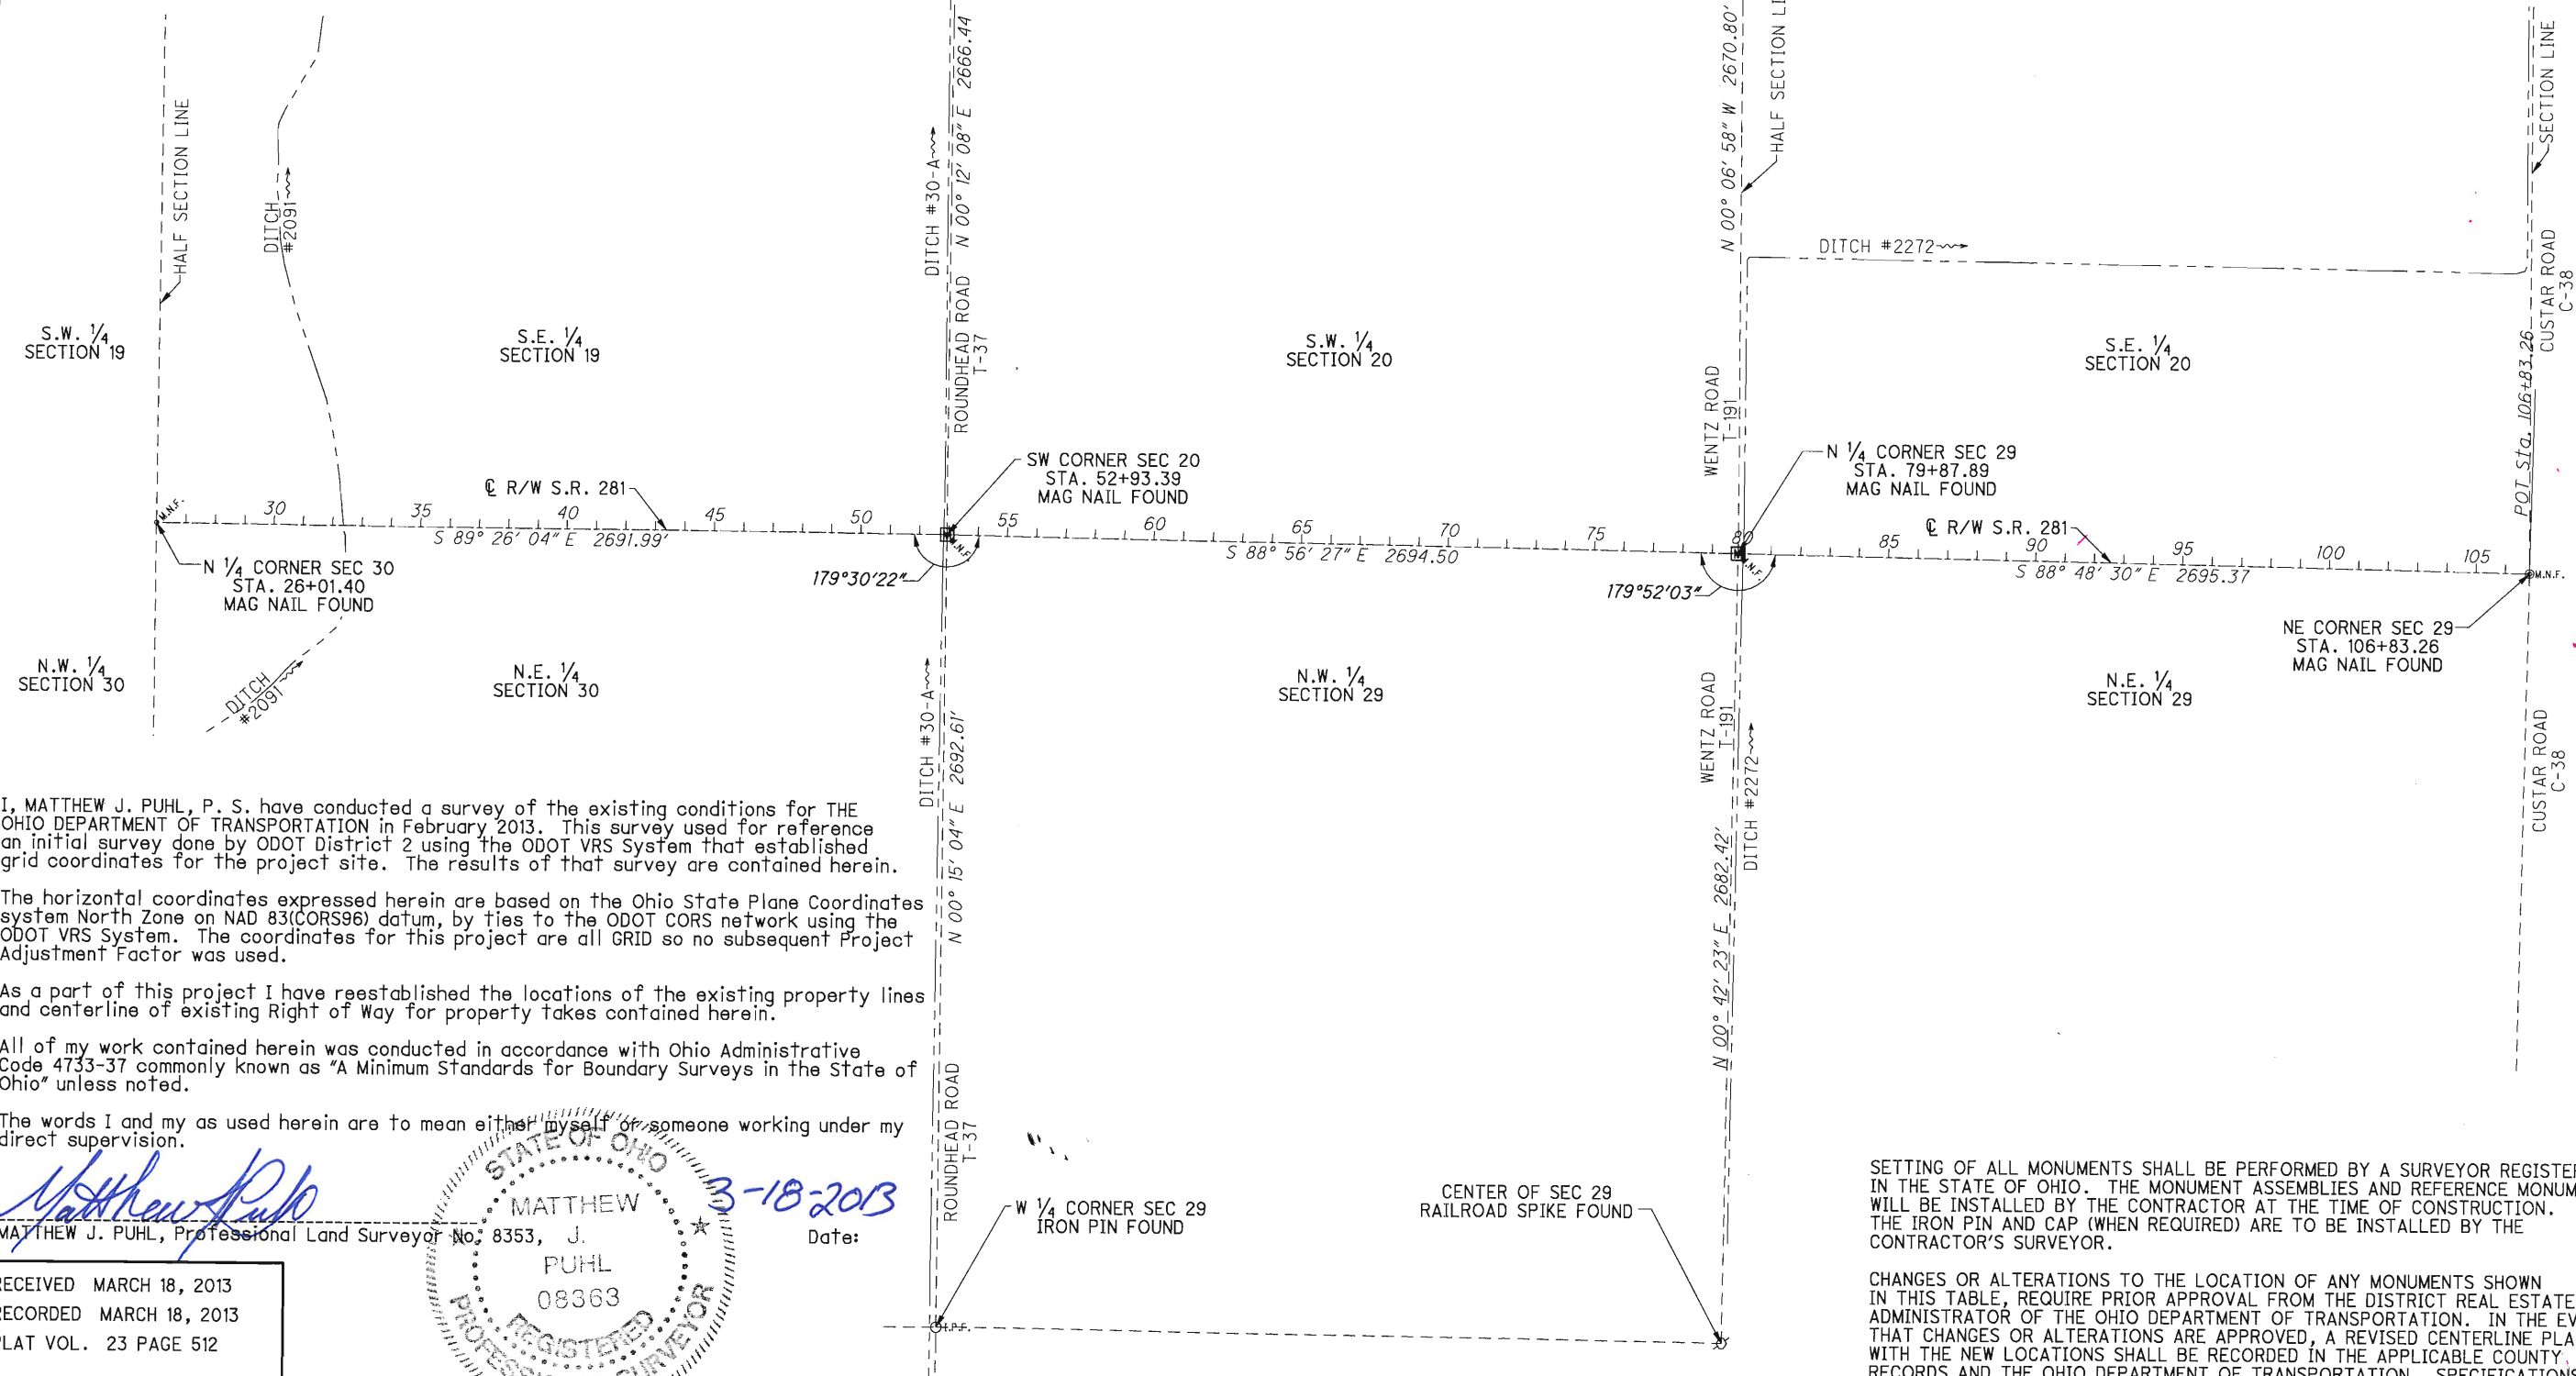 N 00° 12' 08" E 2666.44
DITCH #30-A
ROUNDHEAD ROAD
T-37
N 00° 06' 58" W 2670.80'
HALF SECTION
SECTION LINE
HALF SECTION LINE
DITCH
#2091
DITCH #2272
CUSTAR ROAD
C-38
POT Sta. 106+83.26
S.W. 1/4
SECTION 19
S.E. 1/4
SECTION 19
S.W. 1/4
SECTION 20
S.E. 1/4
SECTION 20
WENTZ ROAD
T-191
SW CORNER SEC 20
STA. 52+93.39
MAG NAIL FOUND
N 1/4 CORNER SEC 29
STA. 79+87.89
MAG NAIL FOUND
℄ R/W S.R. 281
℄ R/W S.R. 281
M.N.F.
30 35 40 45 50 55 60 65 70 75 80 85 90 95 100 105
S 89° 26' 04" E 2691.99'
M.N.F.
S 88° 56' 27" E 2694.50
M.N.F.
S 88° 48' 30" E 2695.37
M.N.F.
N 1/4 CORNER SEC 30
STA. 26+01.40
MAG NAIL FOUND
179°30'22"
179°52'03"
NE CORNER SEC 29
STA. 106+83.26
MAG NAIL FOUND
N.W. 1/4
SECTION 30
DITCH
#2091
N.E. 1/4
SECTION 30
N.W. 1/4
SECTION 29
N.E. 1/4
SECTION 29
DITCH #30-A
N 00° 15' 04" E 2692.61'
WENTZ ROAD
T-191
DITCH #2272
N 00° 42' 23" E 2682.42'
CUSTAR ROAD
C-38
ROUNDHEAD ROAD
T-37
I, MATTHEW J. PUHL, P. S. have conducted a survey of the existing conditions for THE
OHIO DEPARTMENT OF TRANSPORTATION in February 2013. This survey used for reference
an initial survey done by ODOT District 2 using the ODOT VRS System that established
grid coordinates for the project site. The results of that survey are contained herein.
The horizontal coordinates expressed herein are based on the Ohio State Plane Coordinates
system North Zone on NAD 83(CORS96) datum, by ties to the ODOT CORS network using the
ODOT VRS System. The coordinates for this project are all GRID so no subsequent Project
Adjustment Factor was used.
As a part of this project I have reestablished the locations of the existing property lines
and centerline of existing Right of Way for property takes contained herein.
All of my work contained herein was conducted in accordance with Ohio Administrative
Code 4733-37 commonly known as "A Minimum Standards for Boundary Surveys in the State of
Ohio" unless noted.
The words I and my as used herein are to mean either myself or someone working under my
direct supervision.
Matthew J Puhl
3-18-2013
MATTHEW J. PUHL, Professional Land Surveyor No. 8353,
Date:
STATE OF OHIO
MATTHEW
J.
PUHL
08363
REGISTERED
SURVEYOR
RECEIVED MARCH 18, 2013
RECORDED MARCH 18, 2013
PLAT VOL. 23 PAGE 512
W 1/4 CORNER SEC 29
IRON PIN FOUND
I.P.F.
CENTER OF SEC 29
RAILROAD SPIKE FOUND
SETTING OF ALL MONUMENTS SHALL BE PERFORMED BY A SURVEYOR REGISTE
IN THE STATE OF OHIO. THE MONUMENT ASSEMBLIES AND REFERENCE MONUM
WILL BE INSTALLED BY THE CONTRACTOR AT THE TIME OF CONSTRUCTION.
THE IRON PIN AND CAP (WHEN REQUIRED) ARE TO BE INSTALLED BY THE
CONTRACTOR'S SURVEYOR.
CHANGES OR ALTERATIONS TO THE LOCATION OF ANY MONUMENTS SHOWN
IN THIS TABLE, REQUIRE PRIOR APPROVAL FROM THE DISTRICT REAL ESTATE
ADMINISTRATOR OF THE OHIO DEPARTMENT OF TRANSPORTATION. IN THE EV
THAT CHANGES OR ALTERATIONS ARE APPROVED, A REVISED CENTERLINE PLA
WITH THE NEW LOCATIONS SHALL BE RECORDED IN THE APPLICABLE COUNTY
RECORDS AND THE OHIO DEPARTMENT OF TRANSPORTATION. SPECIFICATIONS